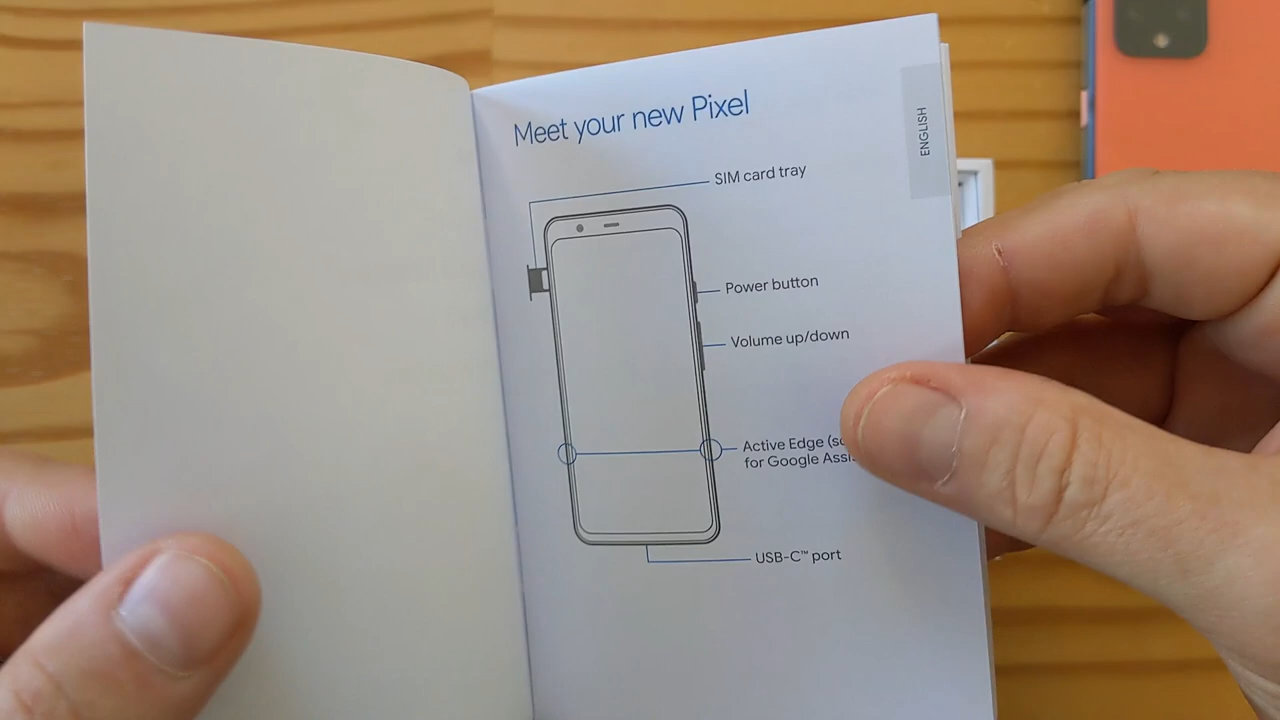 Meet your new Pixel
ENGLISH
SIM card tray
Power button
Volume up/down
Active Edge
for Google
USB-C™ port